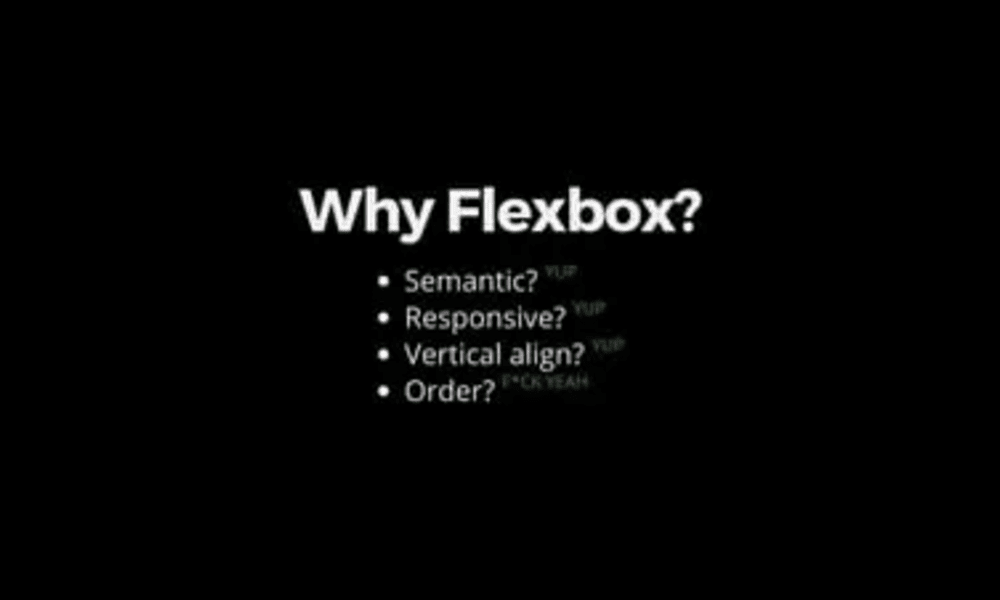 Why Flexbox?
• Semantic? YUP
• Responsive? YUP
• Vertical align? YUP
• Order? F*CK YEAH